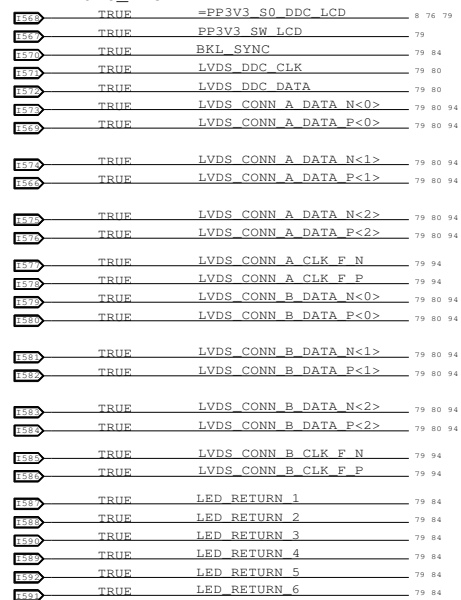 I568 TRUE =PP3V3_S0_DDC_LCD 8 76 79
I567 TRUE PP3V3_SW_LCD 79
I570 TRUE BKL_SYNC 79 84
I571 TRUE LVDS_DDC_CLK 79 80
I572 TRUE LVDS_DDC_DATA 79 80
I573 TRUE LVDS_CONN_A_DATA_N<0> 79 80 94
I569 TRUE LVDS_CONN_A_DATA_P<0> 79 80 94
I574 TRUE LVDS_CONN_A_DATA_N<1> 79 80 94
I566 TRUE LVDS_CONN_A_DATA_P<1> 79 80 94
I575 TRUE LVDS_CONN_A_DATA_N<2> 79 80 94
I576 TRUE LVDS_CONN_A_DATA_P<2> 79 80 94
I577 TRUE LVDS_CONN_A_CLK_F_N 79 94
I578 TRUE LVDS_CONN_A_CLK_F_P 79 94
I579 TRUE LVDS_CONN_B_DATA_N<0> 79 80 94
I580 TRUE LVDS_CONN_B_DATA_P<0> 79 80 94
I581 TRUE LVDS_CONN_B_DATA_N<1> 79 80 94
I582 TRUE LVDS_CONN_B_DATA_P<1> 79 80 94
I583 TRUE LVDS_CONN_B_DATA_N<2> 79 80 94
I584 TRUE LVDS_CONN_B_DATA_P<2> 79 80 94
I585 TRUE LVDS_CONN_B_CLK_F_N 79 94
I586 TRUE LVDS_CONN_B_CLK_F_P 79 94
I587 TRUE LED_RETURN_1 79 84
I588 TRUE LED_RETURN_2 79 84
I590 TRUE LED_RETURN_3 79 84
I589 TRUE LED_RETURN_4 79 84
I592 TRUE LED_RETURN_5 79 84
I591 TRUE LED_RETURN_6 79 84